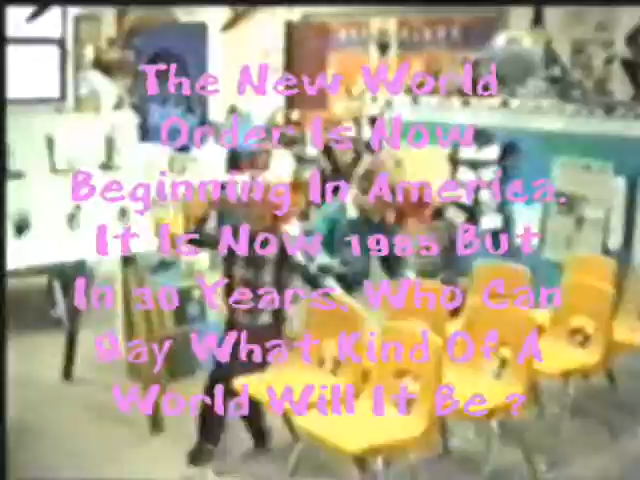 The New World
Order Is Now
Beginning In America.
It Is Now 1985 But
In 30 Years, Who Can
Say What Kind Of A
World Will It Be ?